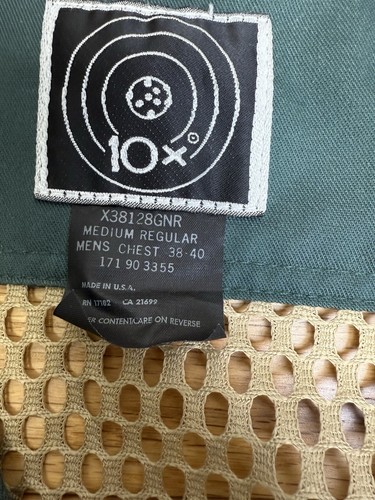 10x
X38128GNR
MEDIUM REGULAR
MENS CHEST 38-40
171 90 3355
MADE IN U.S.A.
RN 17102 CA 21699
CONTENT/CARE ON REVERSE